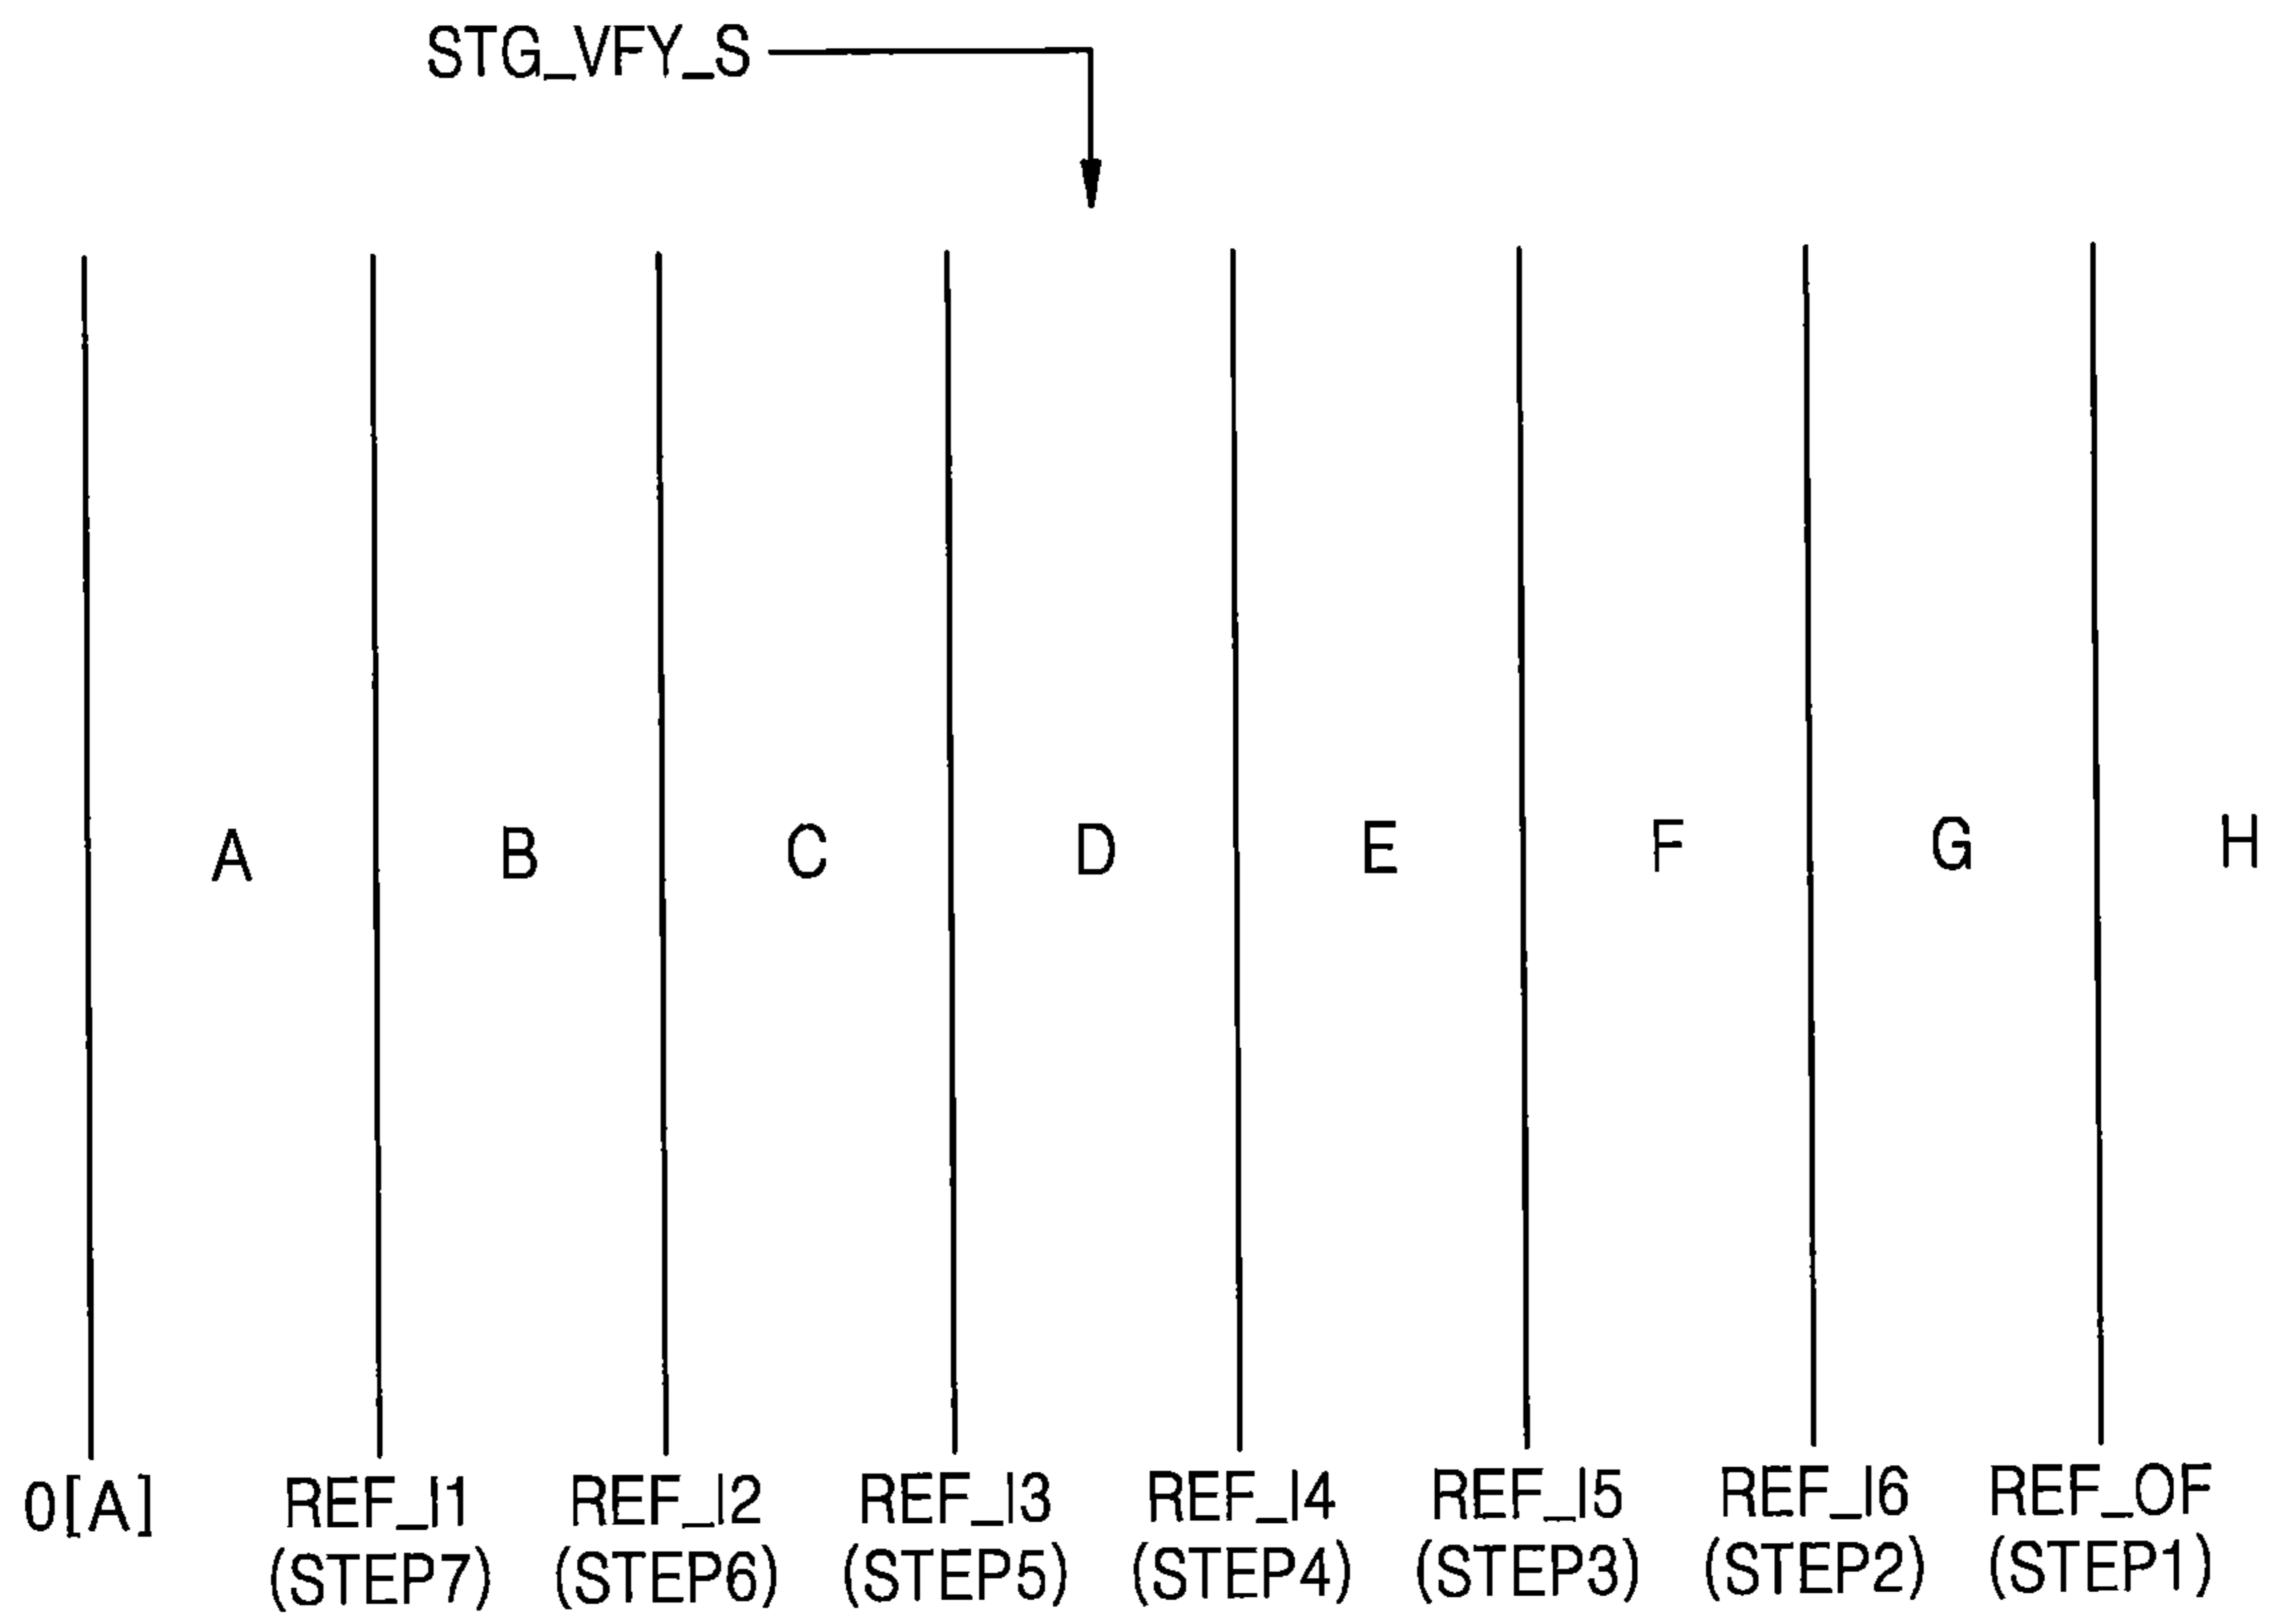 STG_VFY_S
A B C D E F G H
0[A] REF_I1 REF_I2 REF_I3 REF_I4 REF_I5 REF_I6 REF_OF
(STEP7) (STEP6) (STEP5) (STEP4) (STEP3) (STEP2) (STEP1)